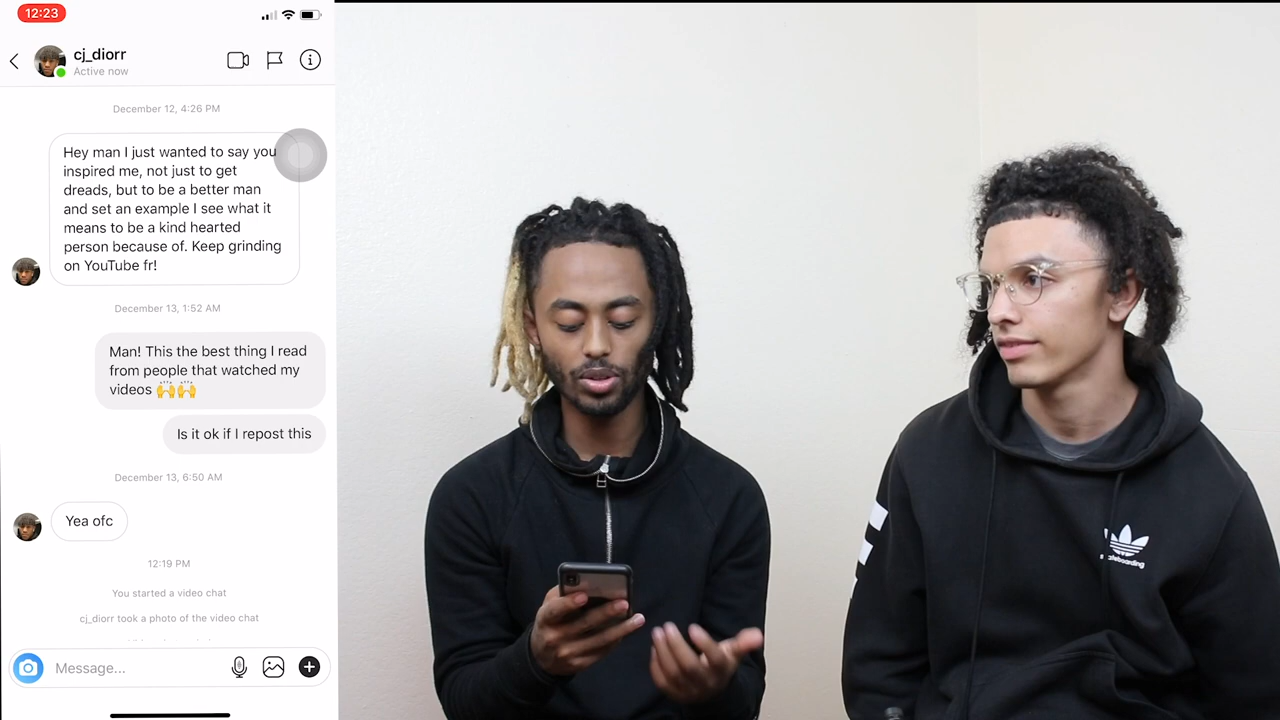 12:23
cj_diorr
Active now
December 12, 4:26 PM
Hey man I just wanted to say you
inspired me, not just to get
dreads, but to be a better man
and set an example I see what it
means to be a kind hearted
person because of. Keep grinding
on YouTube fr!
December 13, 1:52 AM
Man! This the best thing I read
from people that watched my
videos 🙌🙌
Is it ok if I repost this
December 13, 6:50 AM
Yea ofc
12:19 PM
You started a video chat
cj_diorr took a photo of the video chat
Message...
skateboarding